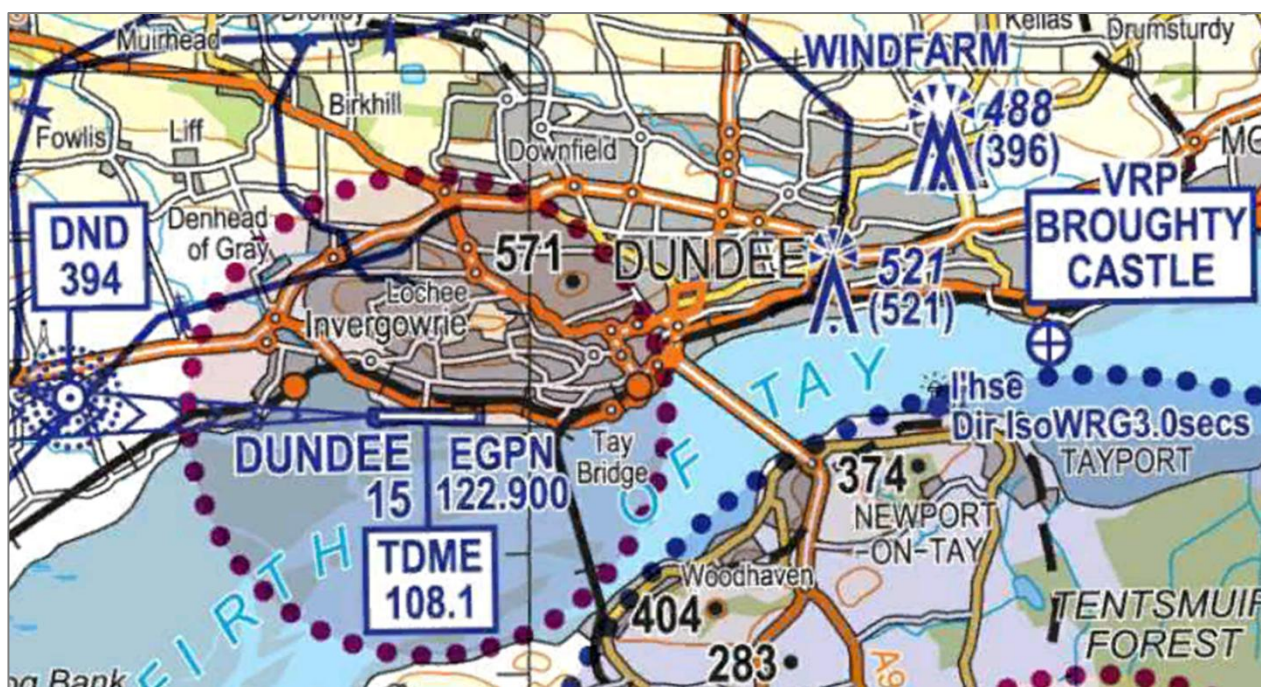 Muirhead
Kellas
Drumsturdy
WINDFARM
Birkhill
488
(396)
Fowlis
Liff
Downfield
VRP
BROUGHTY
CASTLE
DND
394
Denhead
of Gray
571
DUNDEE
521
(521)
Lochee
Invergowrie
TAY
Dir IsoWRG3.0secs
TAYPORT
DUNDEE
15
EGPN
122.900
Tay
Bridge
OF
374
NEWPORT
-ON-TAY
FIRTH
TDME
108.1
Woodhaven
404
283
TENTSMUIR
FOREST
A9
Bank